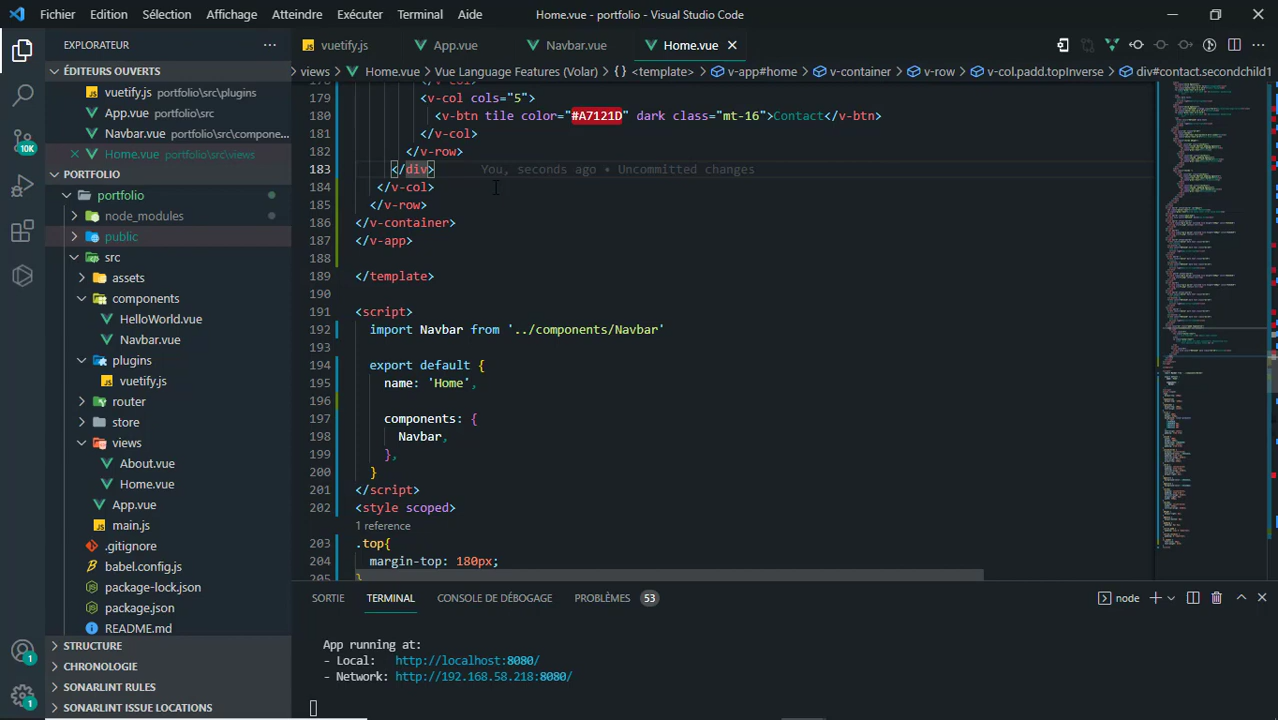 Fichier Edition Sélection Affichage Atteindre Exécuter Terminal Aide Home.vue - portfolio - Visual Studio Code
EXPLORATEUR
vuetify.js App.vue Navbar.vue Home.vue
ÉDITEURS OUVERTS
vuetify.js portfolio\src\plugins
App.vue portfolio\src
Navbar.vue portfolio\src\compone...
Home.vue portfolio\src\views
PORTFOLIO
portfolio
node_modules
public
src
assets
components
HelloWorld.vue
Navbar.vue
plugins
vuetify.js
router
store
views
About.vue
Home.vue
App.vue
main.js
.gitignore
babel.config.js
package-lock.json
package.json
README.md
STRUCTURE
CHRONOLOGIE
SONARLINT RULES
SONARLINT ISSUE LOCATIONS
10K
1
1
views Home.vue Vue Language Features (Volar) {} <template> v-app#home v-container v-row v-col.padd.topInverse div#contact.secondchild1
179 <v-col cols="5">
180 <v-btn tile color="#A7121D" dark class="mt-16">Contact</v-btn>
181 </v-col>
182 </v-row>
183 </div> You, seconds ago • Uncommitted changes
184 </v-col>
185 </v-row>
186 </v-container>
187 </v-app>
188
189 </template>
190
191 <script>
192 import Navbar from '../components/Navbar'
193
194 export default {
195 name: 'Home',
196
197 components: {
198 Navbar,
199 },
200 }
201 </script>
202 <style scoped>
1 reference
203 .top{
204 margin-top: 180px;
205 }
SORTIE TERMINAL CONSOLE DE DÉBOGAGE PROBLÈMES 53
node
App running at:
- Local: http://localhost:8080/
- Network: http://192.168.58.218:8080/